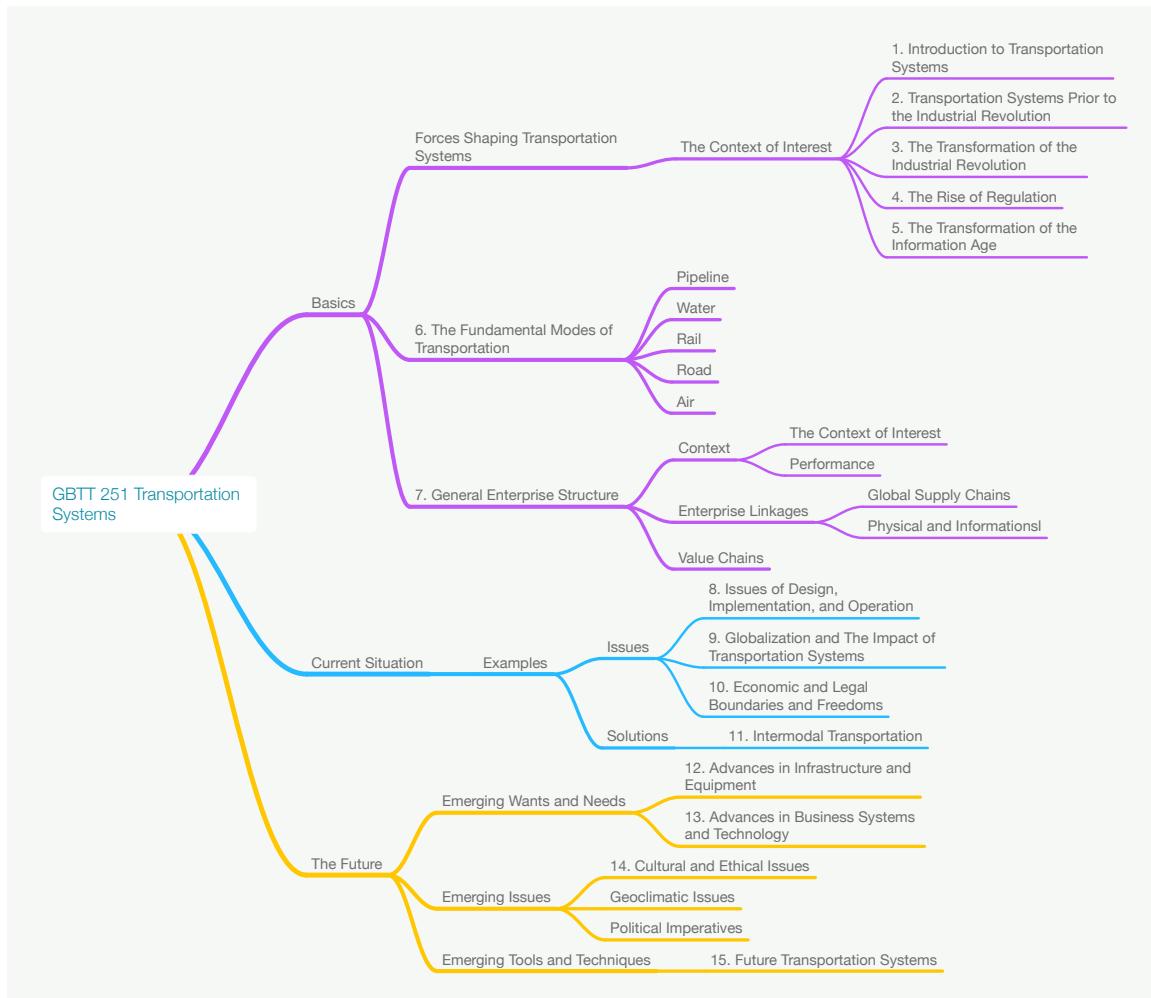 GBTT 251 Transportation
Systems
Basics
Forces Shaping Transportation
Systems
The Context of Interest
1. Introduction to Transportation
Systems
2. Transportation Systems Prior to
the Industrial Revolution
3. The Transformation of the
Industrial Revolution
4. The Rise of Regulation
5. The Transformation of the
Information Age
6. The Fundamental Modes of
Transportation
Pipeline
Water
Rail
Road
Air
7. General Enterprise Structure
Context
The Context of Interest
Performance
Enterprise Linkages
Global Supply Chains
Physical and Informationsl
Value Chains
Current Situation
Examples
Issues
8. Issues of Design,
Implementation, and Operation
9. Globalization and The Impact of
Transportation Systems
10. Economic and Legal
Boundaries and Freedoms
Solutions
11. Intermodal Transportation
The Future
Emerging Wants and Needs
12. Advances in Infrastructure and
Equipment
13. Advances in Business Systems
and Technology
Emerging Issues
14. Cultural and Ethical Issues
Geoclimatic Issues
Political Imperatives
Emerging Tools and Techniques
15. Future Transportation Systems